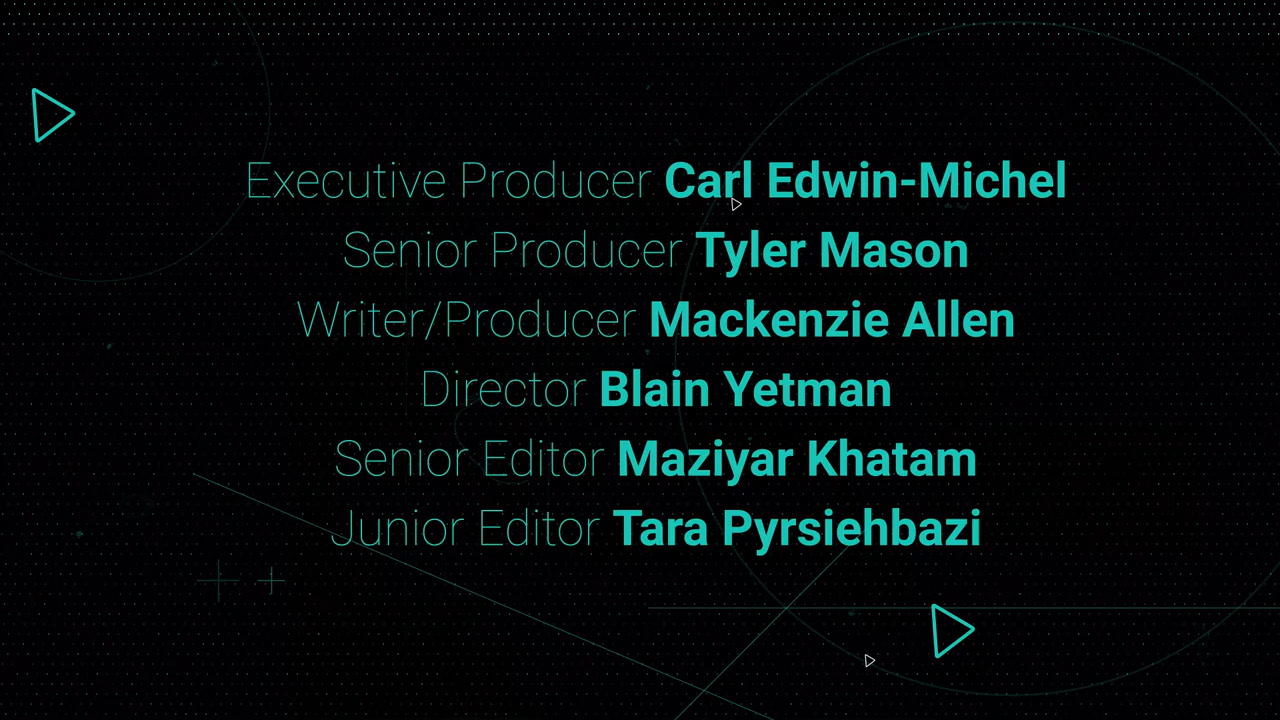 Executive Producer Carl Edwin-Michel
Senior Producer Tyler Mason
Writer/Producer Mackenzie Allen
Director Blain Yetman
Senior Editor Maziyar Khatam
Junior Editor Tara Pyrsiehbazi